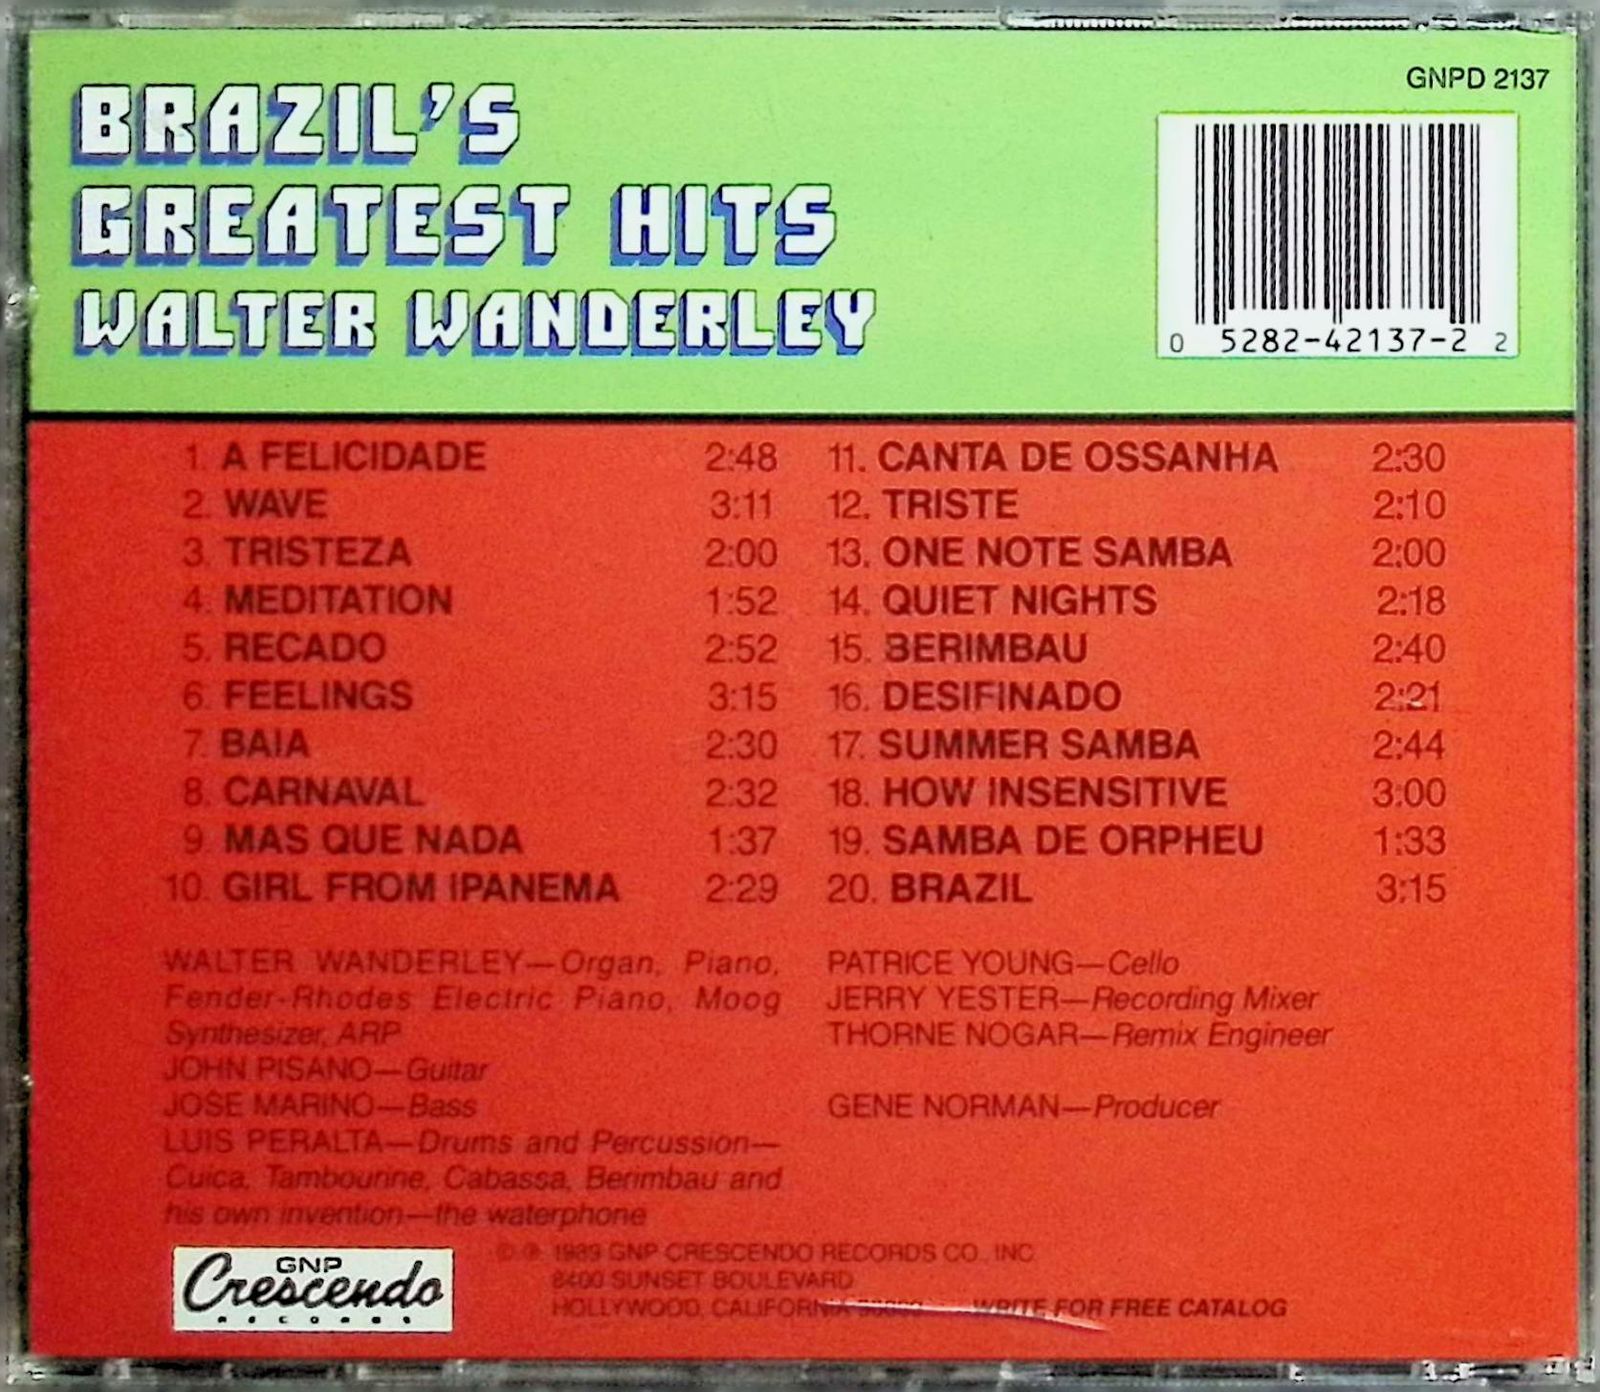 BRAZIL'S
GREATEST HITS
WALTER WANDERLEY
GNPD 2137
0 5282-42137-2 2
1. A FELICIDADE 2:48
2. WAVE 3:11
3. TRISTEZA 2:00
4. MEDITATION 1:52
5. RECADO 2:52
6. FEELINGS 3:15
7. BAIA 2:30
8. CARNAVAL 2:32
9. MAS QUE NADA 1:37
10. GIRL FROM IPANEMA 2:29
11. CANTA DE OSSANHA 2:30
12. TRISTE 2:10
13. ONE NOTE SAMBA 2:00
14. QUIET NIGHTS 2:18
15. BERIMBAU 2:40
16. DESIFINADO 2:21
17. SUMMER SAMBA 2:44
18. HOW INSENSITIVE 3:00
19. SAMBA DE ORPHEU 1:33
20. BRAZIL 3:15
WALTER WANDERLEY—Organ, Piano,
Fender-Rhodes Electric Piano, Moog
Synthesizer, ARP
JOHN PISANO—Guitar
JOSE MARINO—Bass
LUIS PERALTA—Drums and Percussion—
Cuica, Tambourine, Cabassa, Berimbau and
his own invention—the waterphone
PATRICE YOUNG—Cello
JERRY YESTER—Recording Mixer
THORNE NOGAR—Remix Engineer
GENE NORMAN—Producer
GNP
Crescendo
RECORDS
© ℗ 1989 GNP CRESCENDO RECORDS CO., INC.
8400 SUNSET BOULEVARD
HOLLYWOOD, CALIFORNIA WRITE FOR FREE CATALOG